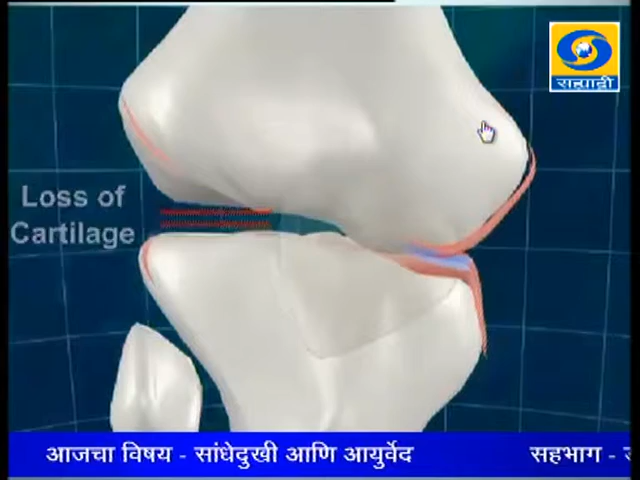 सह्याद्री
Loss of
Cartilage
आजचा विषय - सांधेदुखी आणि आयुर्वेद सहभाग -